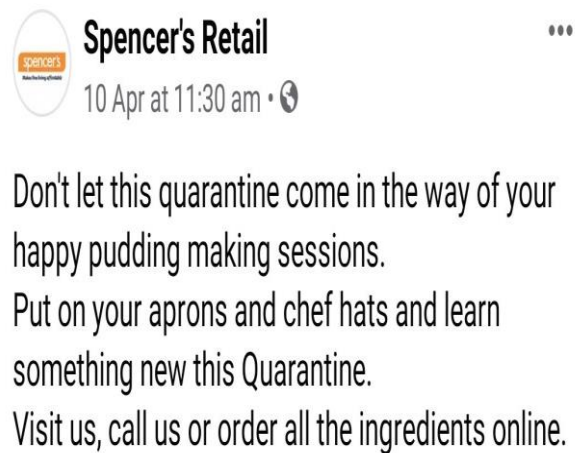 Spencer's Retail
spencer's
10 Apr at 11:30 am •
Don't let this quarantine come in the way of your
happy pudding making sessions.
Put on your aprons and chef hats and learn
something new this Quarantine.
Visit us, call us or order all the ingredients online.